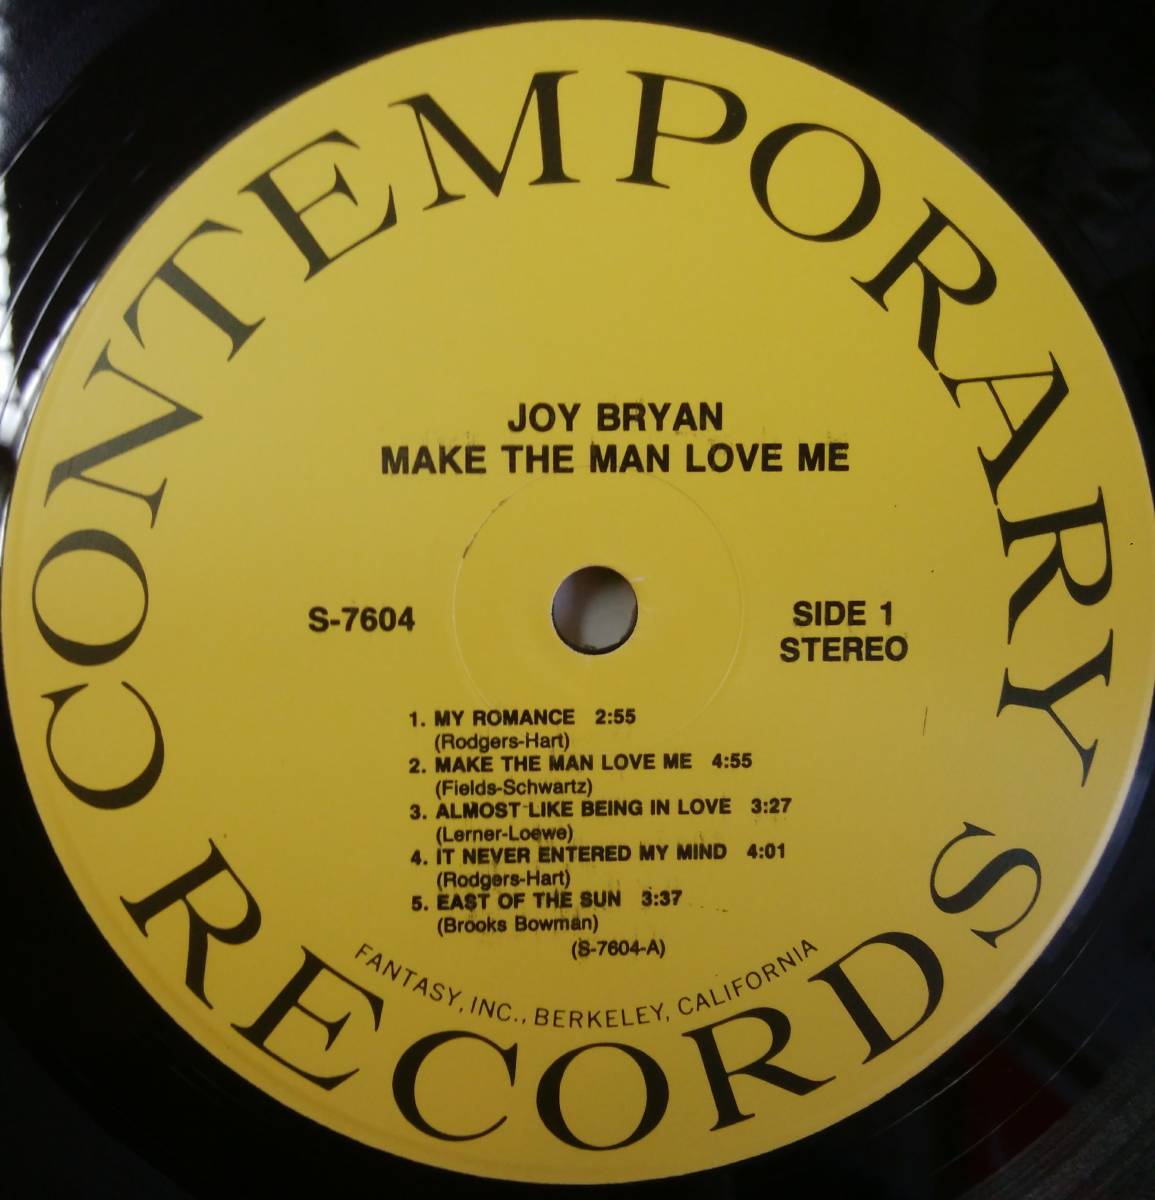 CONTEMPORARY
JOY BRYAN
MAKE THE MAN LOVE ME
S-7604
SIDE 1
STEREO
1. MY ROMANCE 2:55
(Rodgers-Hart)
2. MAKE THE MAN LOVE ME 4:55
(Fields-Schwartz)
3. ALMOST LIKE BEING IN LOVE 3:27
(Lerner-Loewe)
4. IT NEVER ENTERED MY MIND 4:01
(Rodgers-Hart)
5. EAST OF THE SUN 3:37
(Brooks Bowman)
(S-7604-A)
FANTASY, INC., BERKELEY, CALIFORNIA
RECORDS